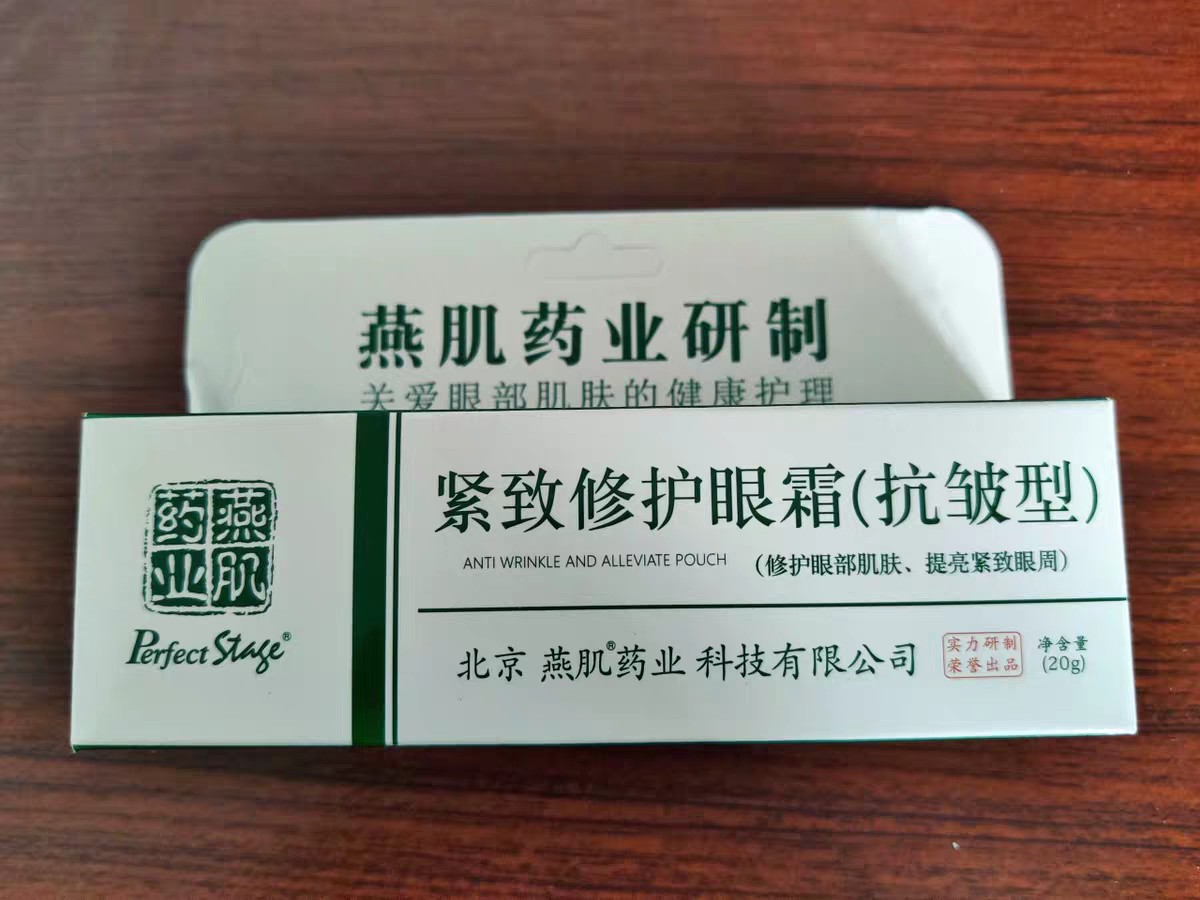 燕肌药业研制
关爱眼部肌肤的健康护理
燕肌药业
Perfect Stage®
紧致修护眼霜(抗皱型)
ANTI WRINKLE AND ALLEVIATE POUCH (修护眼部肌肤、提亮紧致眼周)
北京 燕肌®药业 科技有限公司
实力研制
荣誉出品
净含量
(20g)